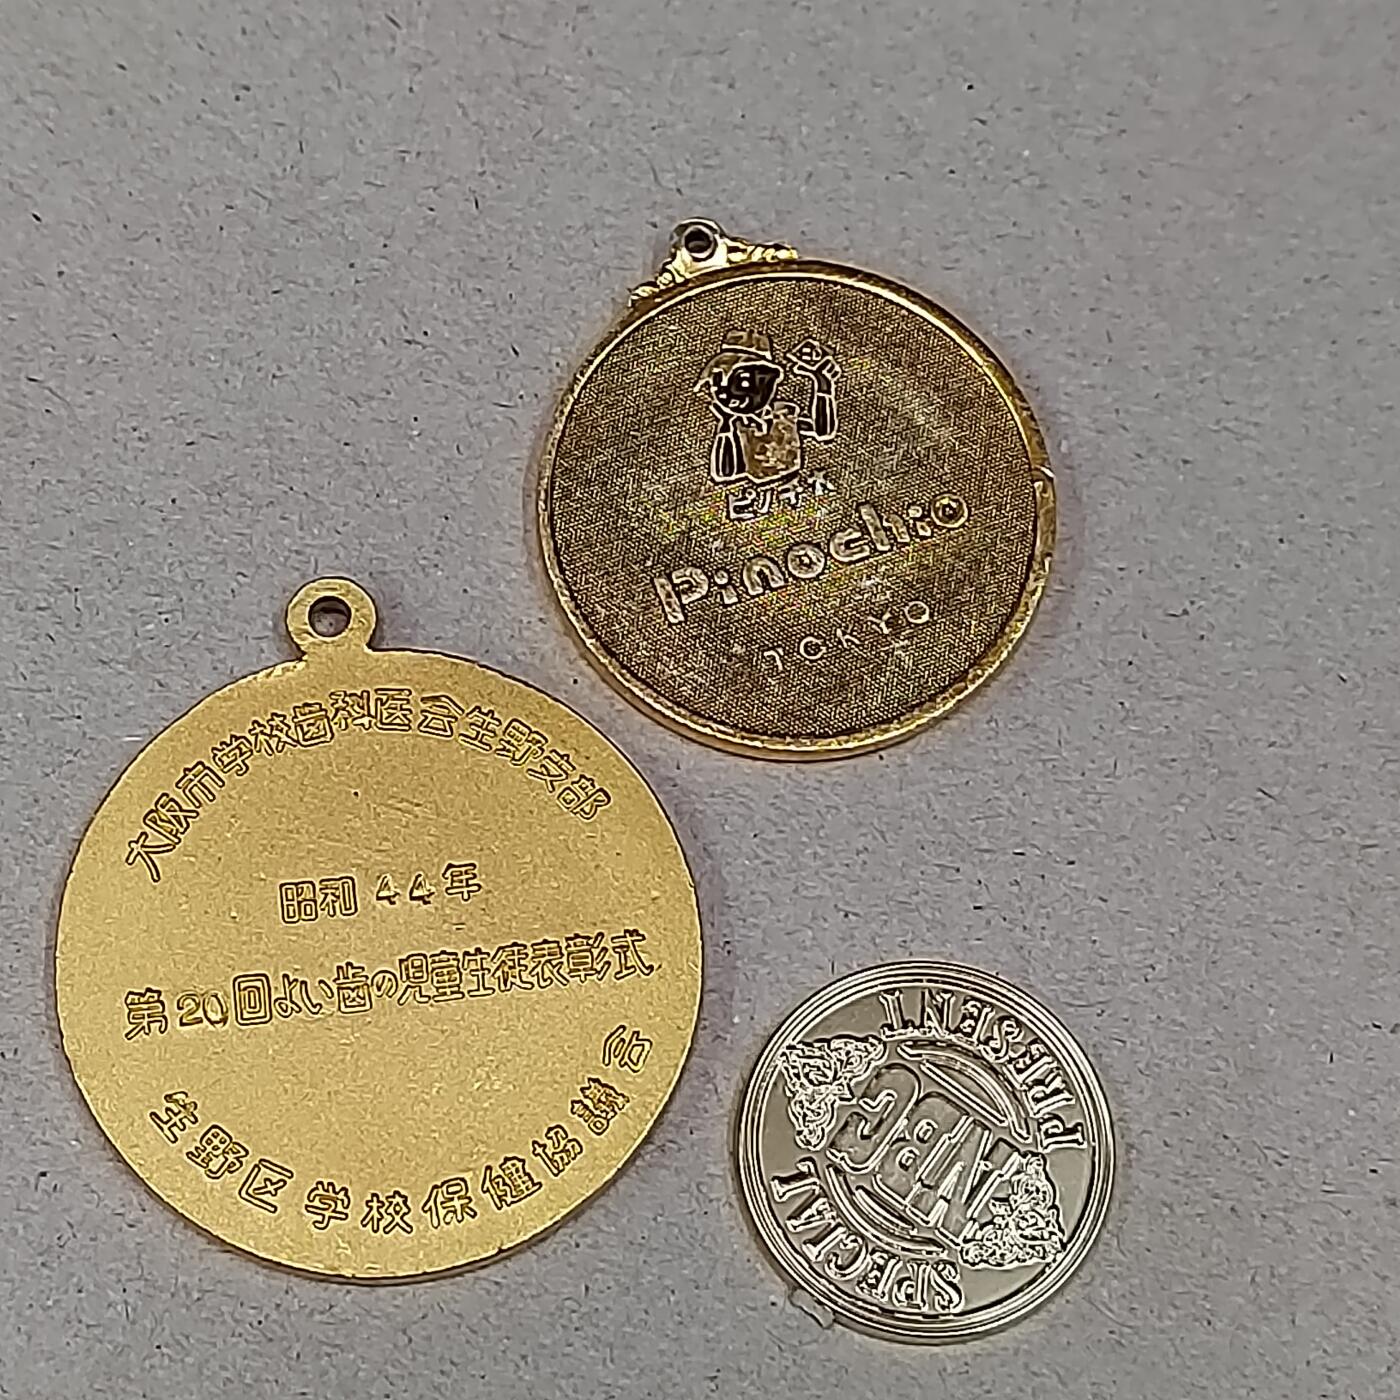 ピノチオ
Pinochio
TOKYO
大阪市学校歯科医会生野支部
昭和 44年
第20回よい歯の児童生徒表彰式
生野区学校保健協議会
SPECIAL PRESENT